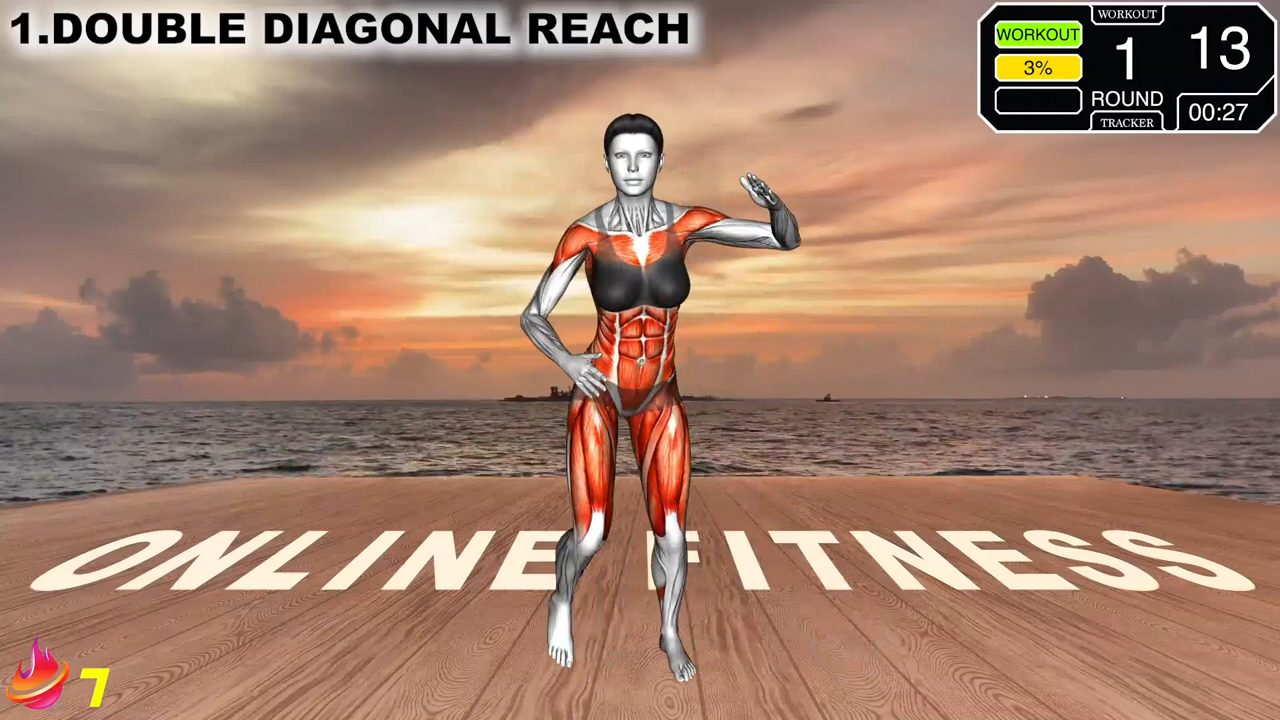 1.DOUBLE DIAGONAL REACH
WORKOUT
WORKOUT
3%
1
ROUND
TRACKER
13
00:27
ONLINE FITNESS
7